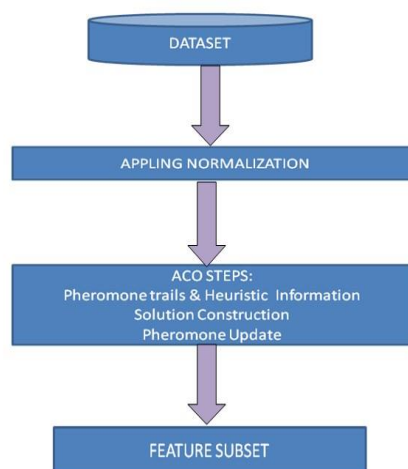 DATASET
APPLING NORMALIZATION
ACO STEPS:
Pheromone trails & Heuristic Information
Solution Construction
Pheromone Update
FEATURE SUBSET